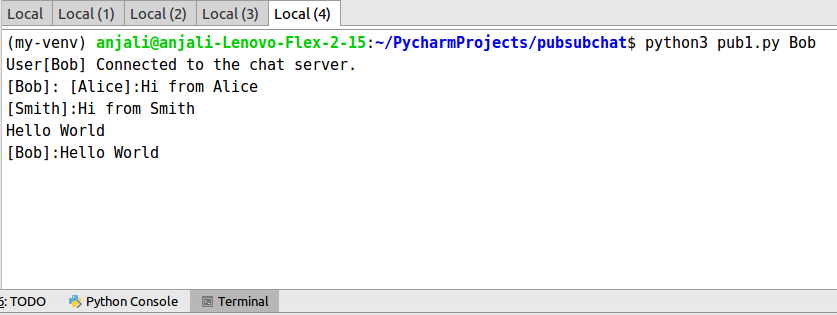 Local Local (1) Local (2) Local (3) Local (4)
(my-venv) anjali@anjali-Lenovo-Flex-2-15:~/PycharmProjects/pubsubchat$ python3 pub1.py Bob
User[Bob] Connected to the chat server.
[Bob]: [Alice]:Hi from Alice
[Smith]:Hi from Smith
Hello World
[Bob]:Hello World
6: TODO Python Console Terminal